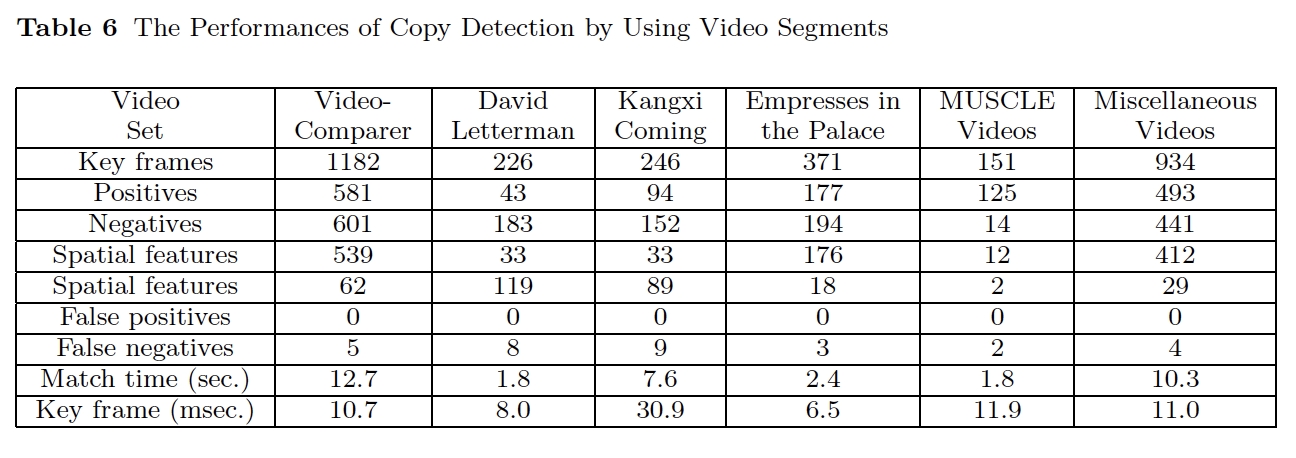 Table 6 The Performances of Copy Detection by Using Video Segments
Video Set Video-Comparer David Letterman Kangxi Coming Empresses in the Palace MUSCLE Videos Miscellaneous Videos
Key frames 1182 226 246 371 151 934
Positives 581 43 94 177 125 493
Negatives 601 183 152 194 14 441
Spatial features 539 33 33 176 12 412
Spatial features 62 119 89 18 2 29
False positives 0 0 0 0 0 0
False negatives 5 8 9 3 2 4
Match time (sec.) 12.7 1.8 7.6 2.4 1.8 10.3
Key frame (msec.) 10.7 8.0 30.9 6.5 11.9 11.0